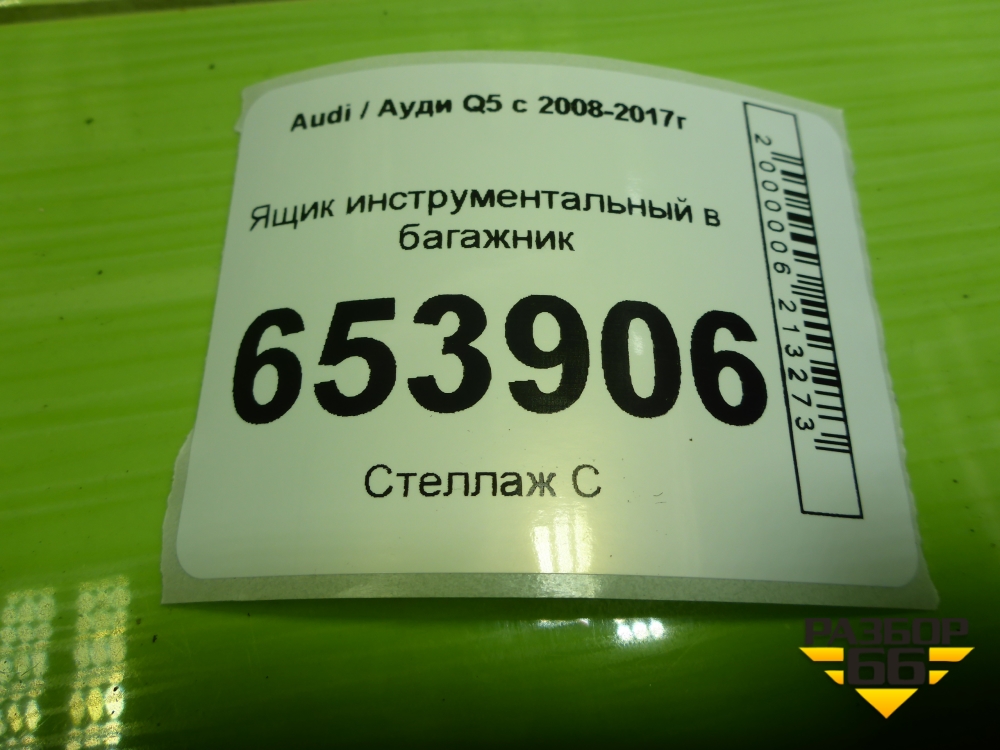 Audi / Ауди Q5 с 2008-2017г
Ящик инструментальный в
багажник
653906
Стеллаж С
2000006213273
РАЗБОР
66